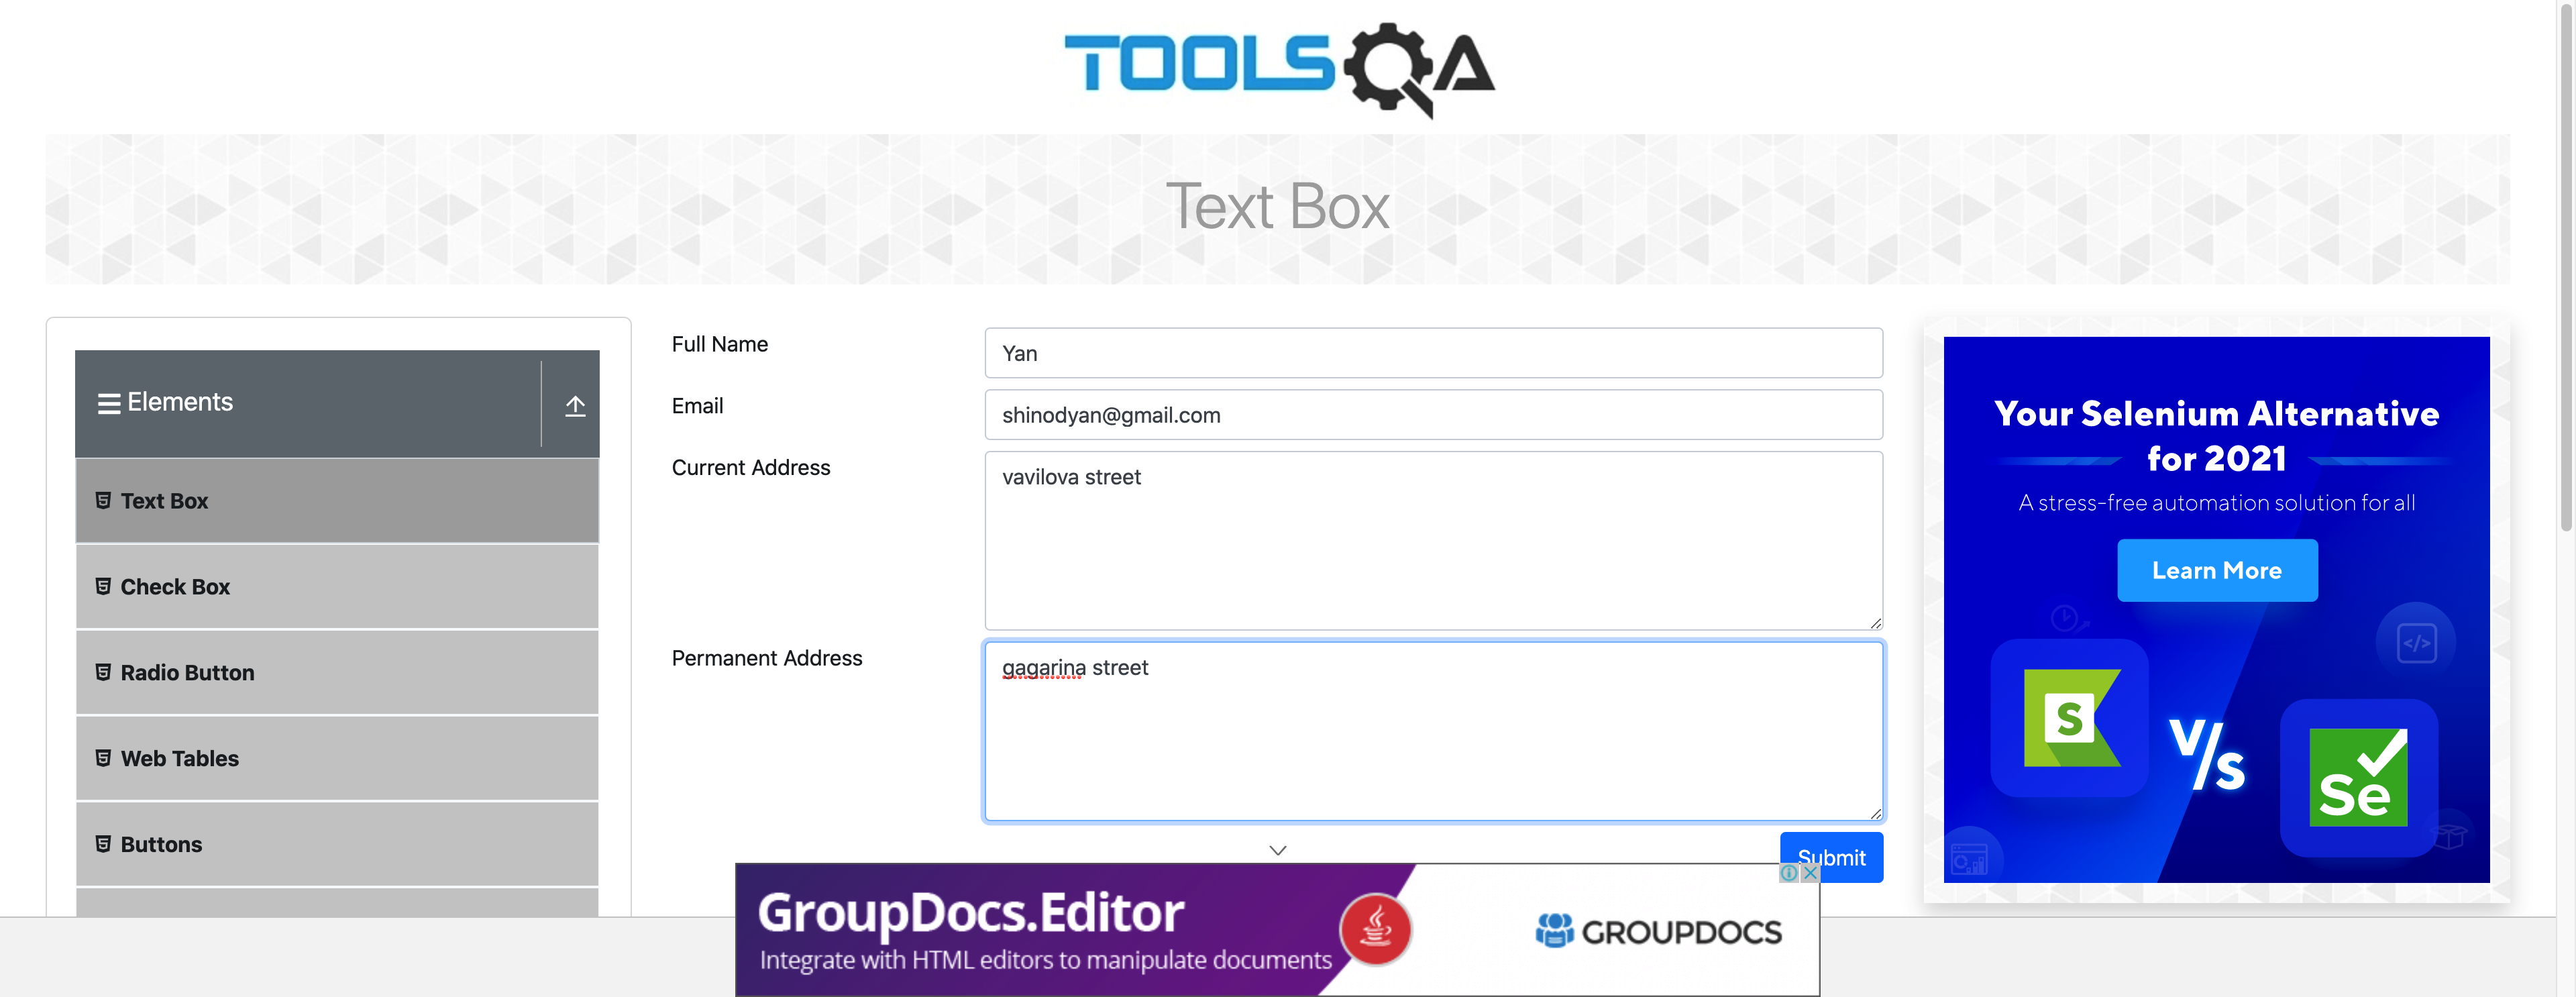 TOOLSQA
Text Box
Elements
Text Box
Check Box
Radio Button
Web Tables
Buttons
Full Name
Yan
Email
shinodyan@gmail.com
Current Address
vavilova street
Permanent Address
gagarina street
Submit
Your Selenium Alternative
for 2021
A stress-free automation solution for all
Learn More
S
V/s
Se
GroupDocs.Editor
Integrate with HTML editors to manipulate documents
GROUPDOCS